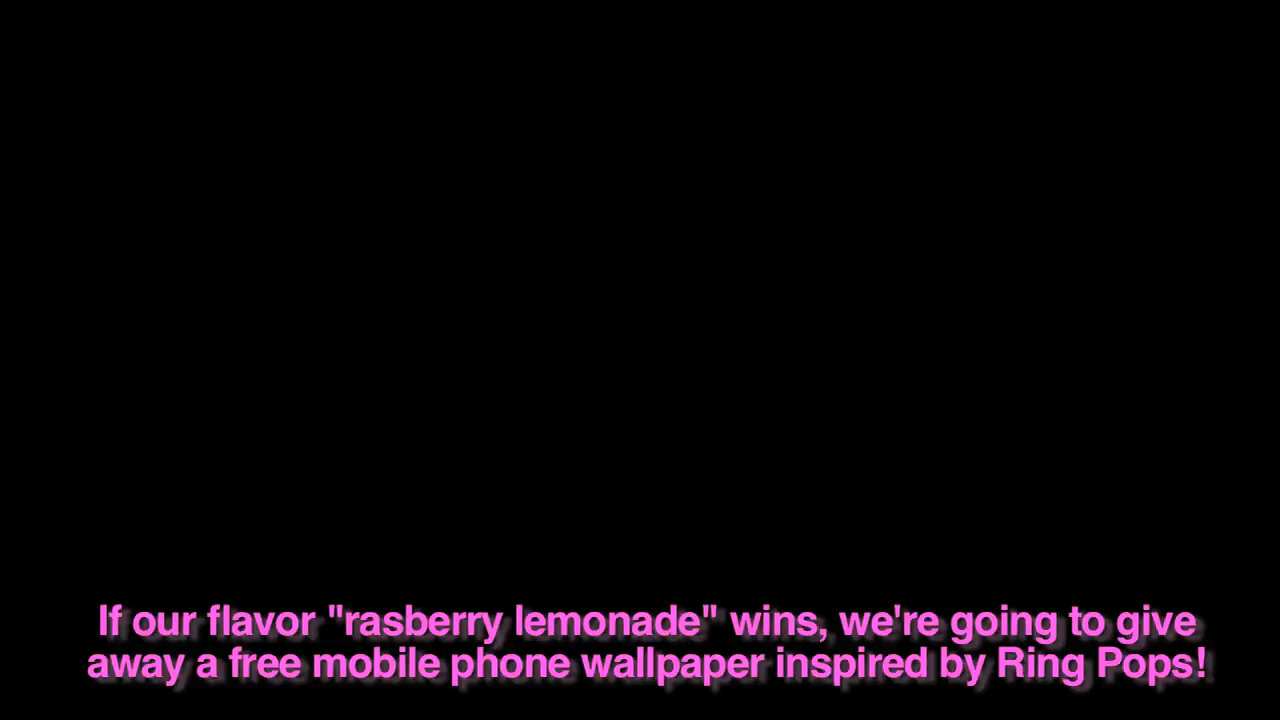 If our flavor "rasberry lemonade" wins, we're going to give
away a free mobile phone wallpaper inspired by Ring Pops!